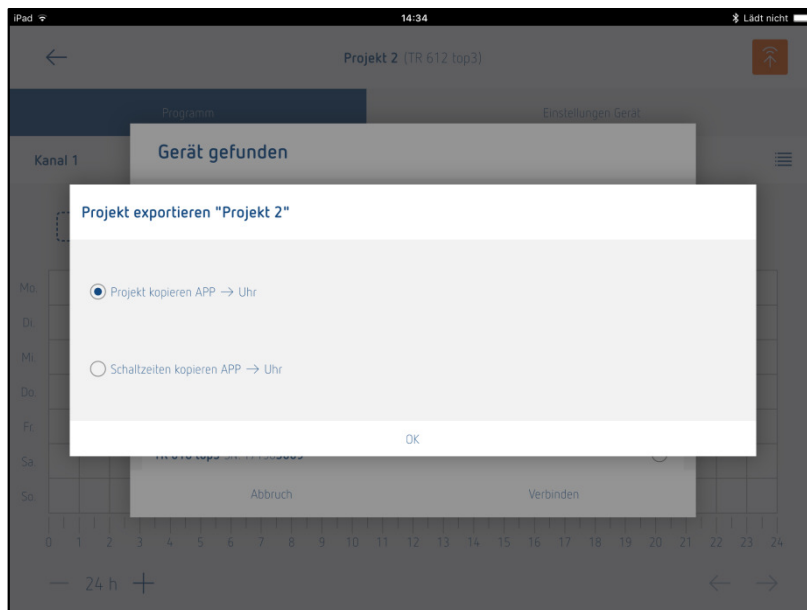 iPad
14:34
Lädt nicht
Projekt 2 (TR 612 top3)
Programm
Einstellungen Gerät
Kanal 1
Gerät gefunden
Projekt exportieren "Projekt 2"
Mo.
Projekt kopieren APP → Uhr
Di.
Mi.
Schaltzeiten kopieren APP → Uhr
Do.
Fr.
OK
Sa.
So.
Abbruch
Verbinden
0 1 2 3 4 5 6 7 8 9 10 11 12 13 14 15 16 17 18 19 20 21 22 23 24
— 24 h +
← →